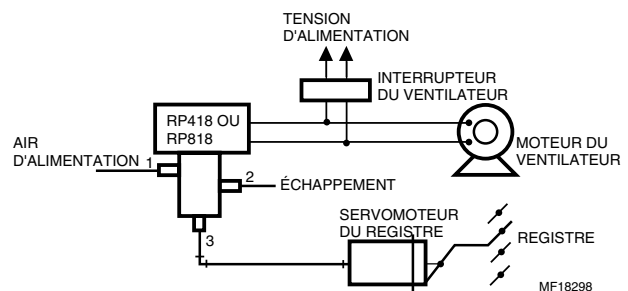 TENSION
D'ALIMENTATION
INTERRUPTEUR
DU VENTILATEUR
RP418 OU
RP818
AIR
D'ALIMENTATION
1
MOTEUR DU
VENTILATEUR
2
ÉCHAPPEMENT
3
SERVOMOTEUR
DU REGISTRE
REGISTRE
MF18298